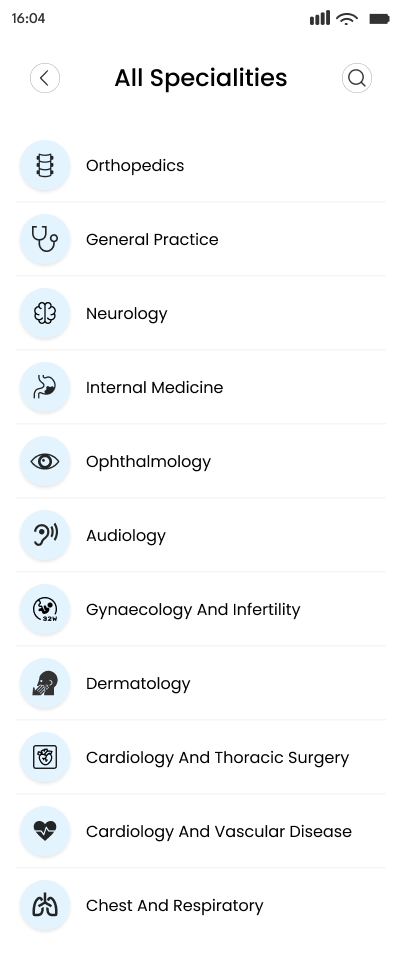 16:04
All Specialities
Orthopedics
General Practice
Neurology
Internal Medicine
Ophthalmology
Audiology
Gynaecology And Infertility
32W
Dermatology
Cardiology And Thoracic Surgery
Cardiology And Vascular Disease
Chest And Respiratory